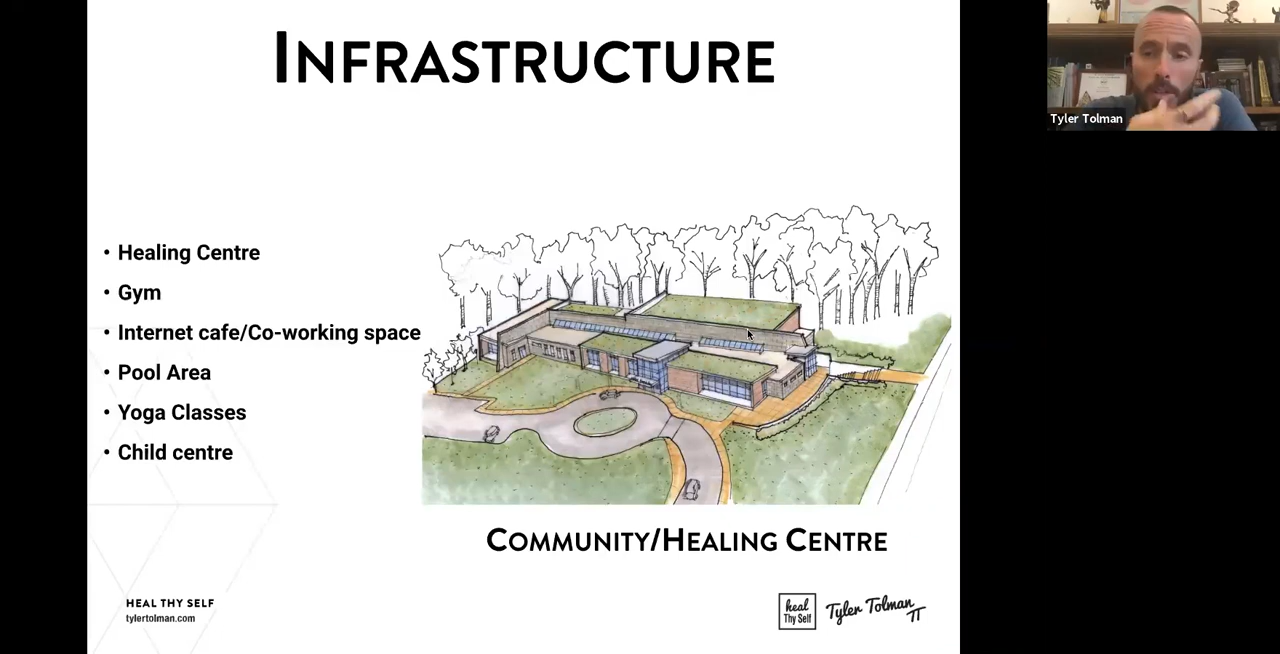 INFRASTRUCTURE
Tyler Tolman
• Healing Centre
• Gym
• Internet cafe/Co-working space
• Pool Area
• Yoga Classes
• Child centre
COMMUNITY/HEALING CENTRE
HEAL THY SELF
tylertolman.com
heal
Thy Self
Tyler Tolman
TT